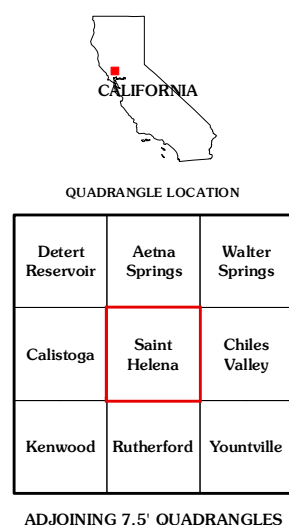 CALIFORNIA
QUADRANGLE LOCATION
Detert
Reservoir
Aetna
Springs
Walter
Springs
Calistoga
Saint
Helena
Chiles
Valley
Kenwood
Rutherford
Yountville
ADJOINING 7.5' QUADRANGLES